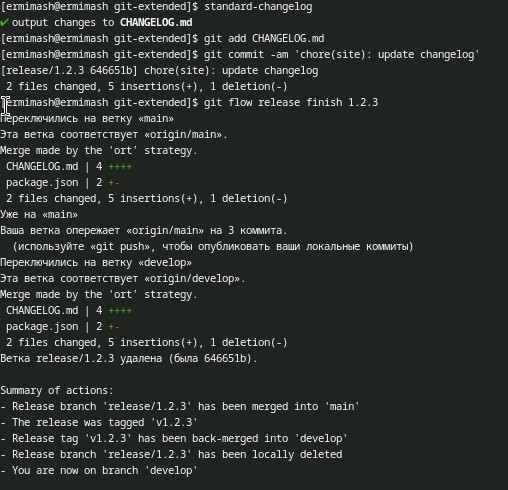 [ermimash@ermimash git-extended]$ standard-changelog
✔ output changes to CHANGELOG.md
[ermimash@ermimash git-extended]$ git add CHANGELOG.md
[ermimash@ermimash git-extended]$ git commit -am 'chore(site): update changelog'
[release/1.2.3 646651b] chore(site): update changelog
 2 files changed, 5 insertions(+), 1 deletion(-)
[ermimash@ermimash git-extended]$ git flow release finish 1.2.3
Переключились на ветку «main»
Эта ветка соответствует «origin/main».
Merge made by the 'ort' strategy.
 CHANGELOG.md | 4 ++++
 package.json | 2 +-
 2 files changed, 5 insertions(+), 1 deletion(-)
Уже на «main»
Ваша ветка опережает «origin/main» на 3 коммита.
  (используйте «git push», чтобы опубликовать ваши локальные коммиты)
Переключились на ветку «develop»
Эта ветка соответствует «origin/develop».
Merge made by the 'ort' strategy.
 CHANGELOG.md | 4 ++++
 package.json | 2 +-
 2 files changed, 5 insertions(+), 1 deletion(-)
Ветка release/1.2.3 удалена (была 646651b).

Summary of actions:
- Release branch 'release/1.2.3' has been merged into 'main'
- The release was tagged 'v1.2.3'
- Release tag 'v1.2.3' has been back-merged into 'develop'
- Release branch 'release/1.2.3' has been locally deleted
- You are now on branch 'develop'